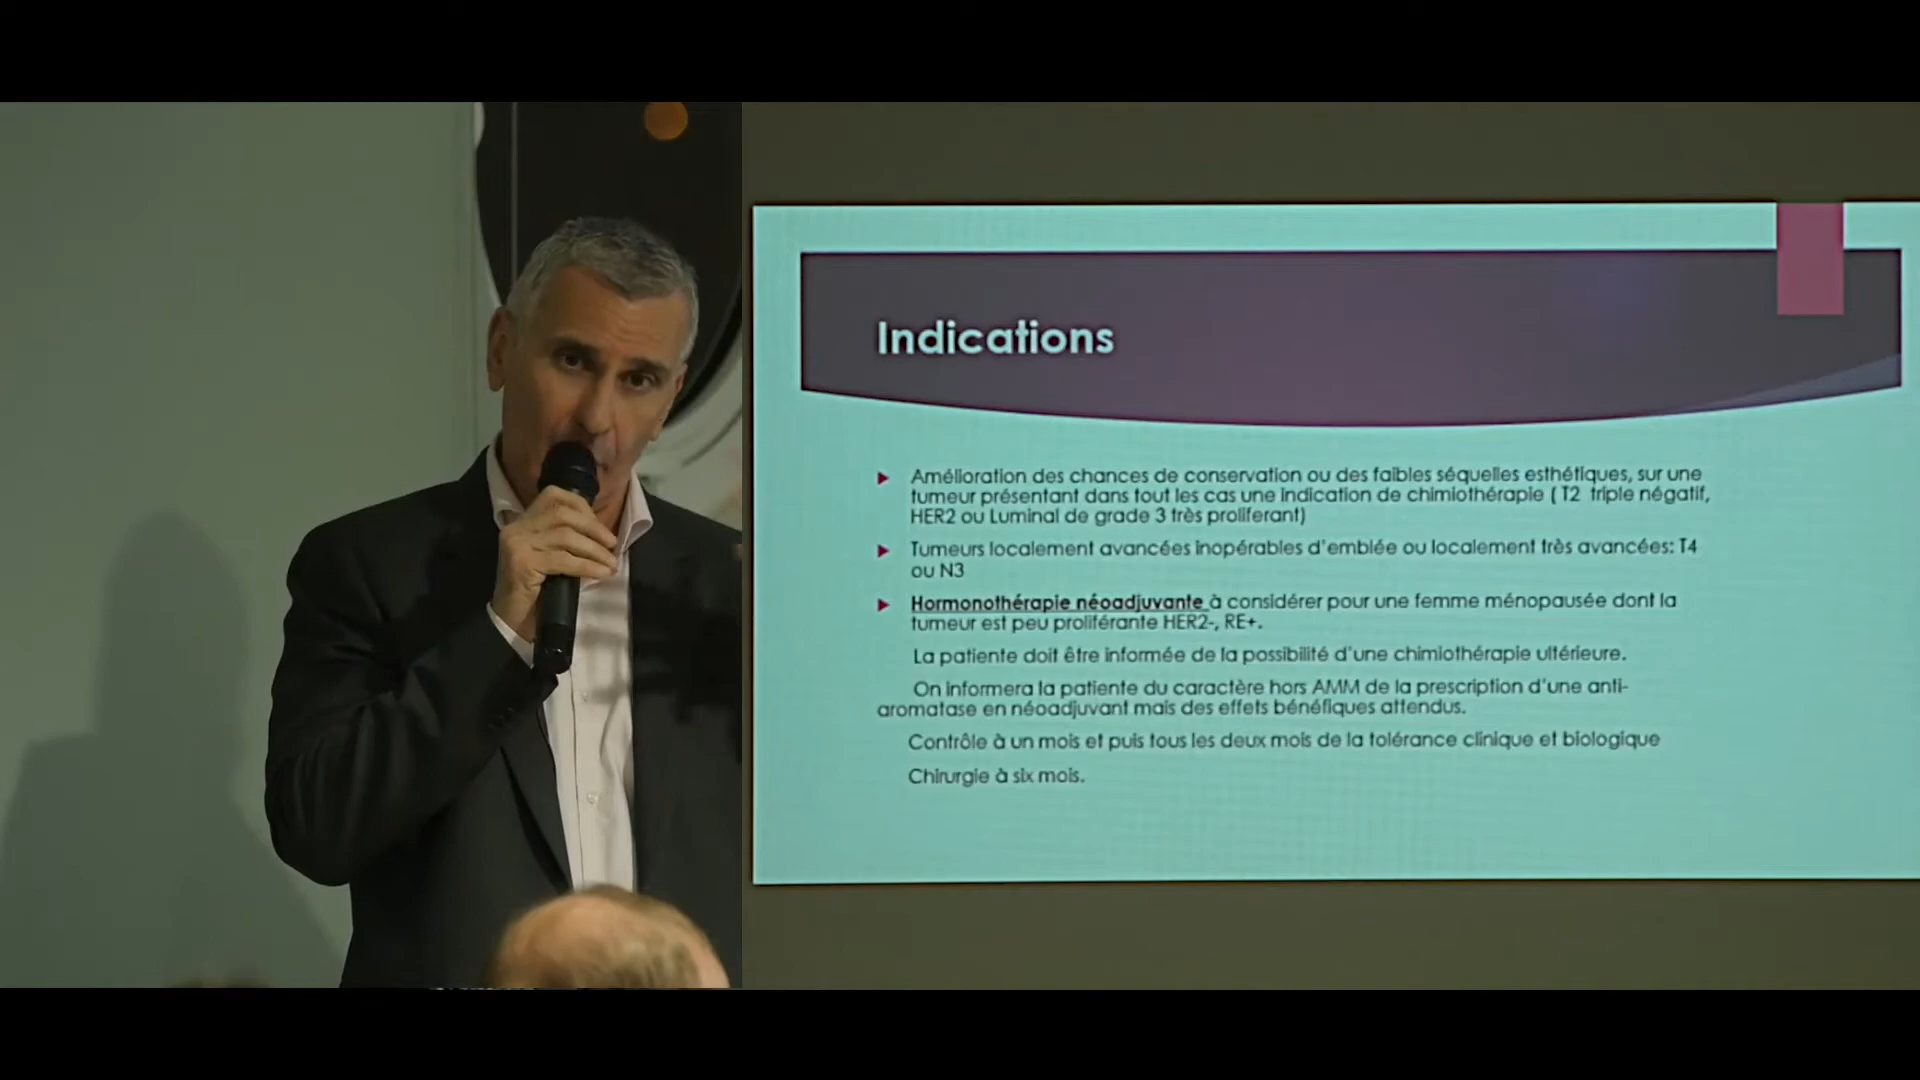 Indications
Amélioration des chances de conservation ou des faibles séquelles esthétiques, sur une
tumeur présentant dans tout les cas une indication de chimiothérapie ( T2 triple négatif,
HER2 ou Luminal de grade 3 très proliferant)
Tumeurs localement avancées inopérables d'emblée ou localement très avancées: T4
ou N3
Hormonothérapie néoadjuvante à considérer pour une femme ménopausée dont la
tumeur est peu proliférante HER2-, RE+.
La patiente doit être informée de la possibilité d'une chimiothérapie ultérieure.
On informera la patiente du caractère hors AMM de la prescription d'une anti-
aromatase en néoadjuvant mais des effets bénéfiques attendus.
Contrôle à un mois et puis tous les deux mois de la tolérance clinique et biologique
Chirurgie à six mois.